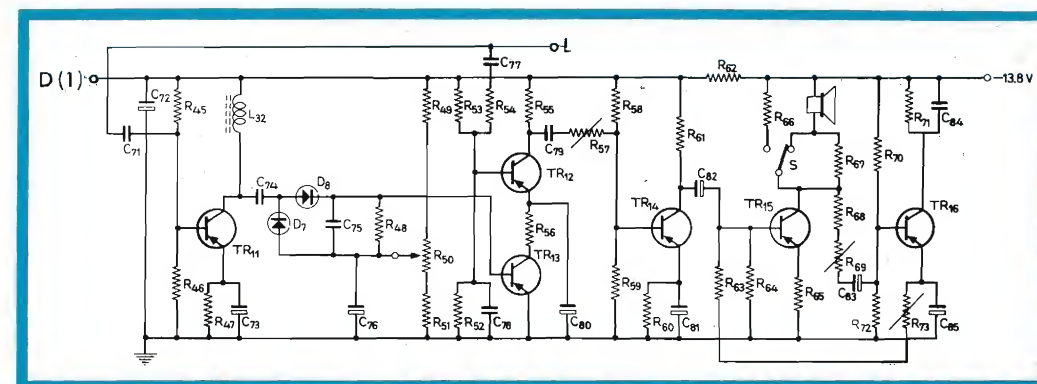 L
D(1)
C77
R62
-13.8 V
C72
R45
L32
R49
R53
R54
R55
R58
R61
R66
R71
C84
C71
C79
R57
S
R67
R70
C74
D8
TR12
C82
TR14
TR15
R68
TR16
D7
C75
R48
R56
R69
TR11
R50
TR13
R59
R63
R64
R65
C83
R46
R47
C73
C76
R51
R52
C78
C80
R60
C81
R72
R73
C85